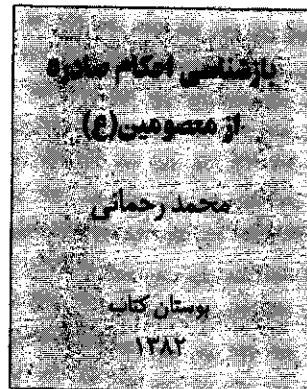 بازشناسی احکام صادره
از معصومین(ع)
محمد رحمانی
بوستان کتاب
۱۳۸۲